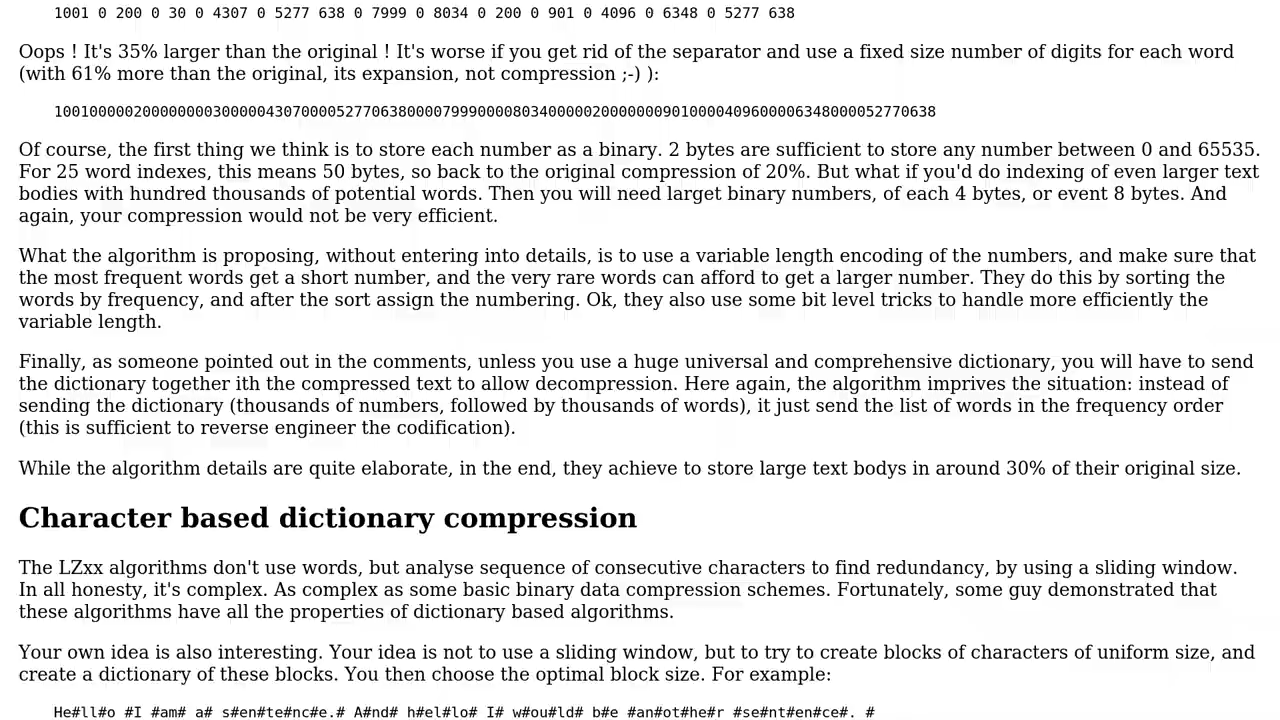 1001 0 200 0 30 0 4307 0 5277 638 0 7999 0 8034 0 200 0 901 0 4096 0 6348 0 5277 638
Oops ! It's 35% larger than the original ! It's worse if you get rid of the separator and use a fixed size number of digits for each word
(with 61% more than the original, its expansion, not compression ;-) ):
100100000200000000030000043070000527706380000799900008034000002000000009010000409600000634800005277​0638
Of course, the first thing we think is to store each number as a binary. 2 bytes are sufficient to store any number between 0 and 65535.
For 25 word indexes, this means 50 bytes, so back to the original compression of 20%. But what if you'd do indexing of even larger text
bodies with hundred thousands of potential words. Then you will need larget binary numbers, of each 4 bytes, or event 8 bytes. And
again, your compression would not be very efficient.
What the algorithm is proposing, without entering into details, is to use a variable length encoding of the numbers, and make sure that
the most frequent words get a short number, and the very rare words can afford to get a larger number. They do this by sorting the
words by frequency, and after the sort assign the numbering. Ok, they also use some bit level tricks to handle more efficiently the
variable length.
Finally, as someone pointed out in the comments, unless you use a huge universal and comprehensive dictionary, you will have to send
the dictionary together ith the compressed text to allow decompression. Here again, the algorithm imprives the situation: instead of
sending the dictionary (thousands of numbers, followed by thousands of words), it just send the list of words in the frequency order
(this is sufficient to reverse engineer the codification).
While the algorithm details are quite elaborate, in the end, they achieve to store large text bodys in around 30% of their original size.
Character based dictionary compression
The LZxx algorithms don't use words, but analyse sequence of consecutive characters to find redundancy, by using a sliding window.
In all honesty, it's complex. As complex as some basic binary data compression schemes. Fortunately, some guy demonstrated that
these algorithms have all the properties of dictionary based algorithms.
Your own idea is also interesting. Your idea is not to use a sliding window, but to try to create blocks of characters of uniform size, and
create a dictionary of these blocks. You then choose the optimal block size. For example:
He#ll#o #I #am# a# s#en#te#nc#e.# A#nd# h#el#lo# I# w#ou#ld# b#e #an#ot#he#r #se#nt#en#ce#. #